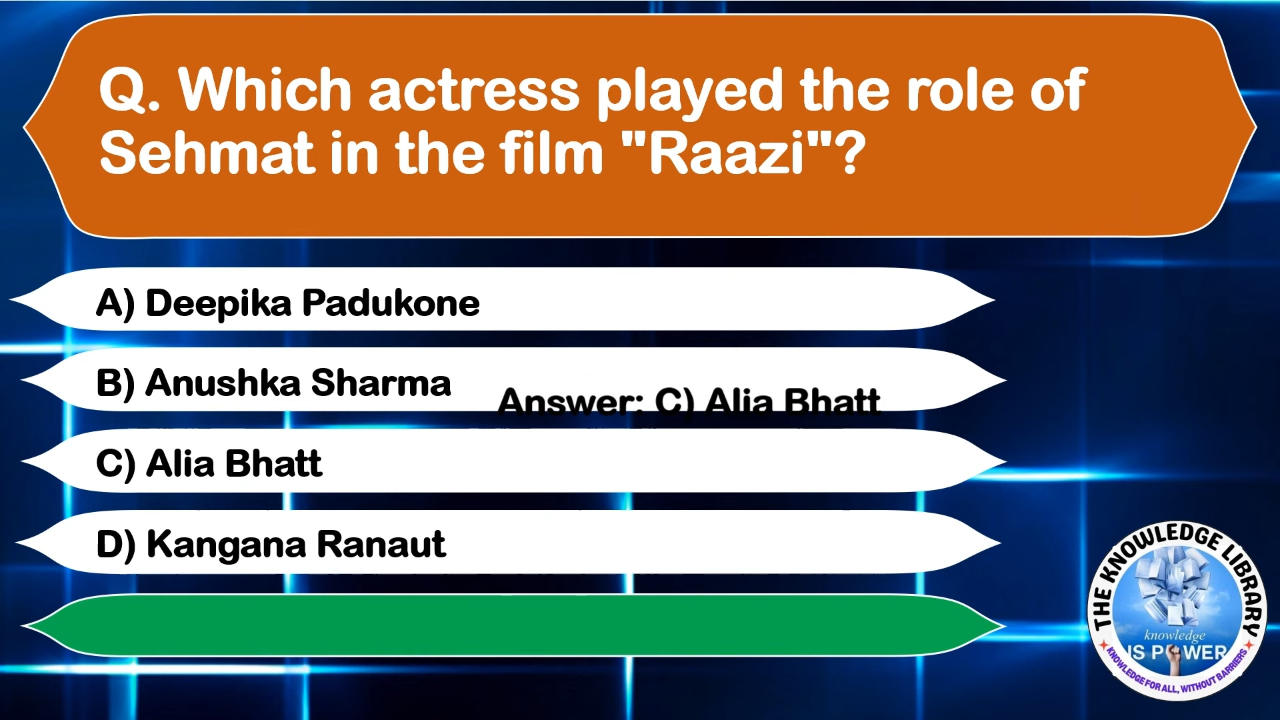 Q. Which actress played the role of
Sehmat in the film "Raazi"?
A) Deepika Padukone
B) Anushka Sharma
Answer: C) Alia Bhatt
C) Alia Bhatt
D) Kangana Ranaut
THE KNOWLEDGE LIBRARY
knowledge
IS POWER
KNOWLEDGE FOR ALL, WITHOUT BARRIERS